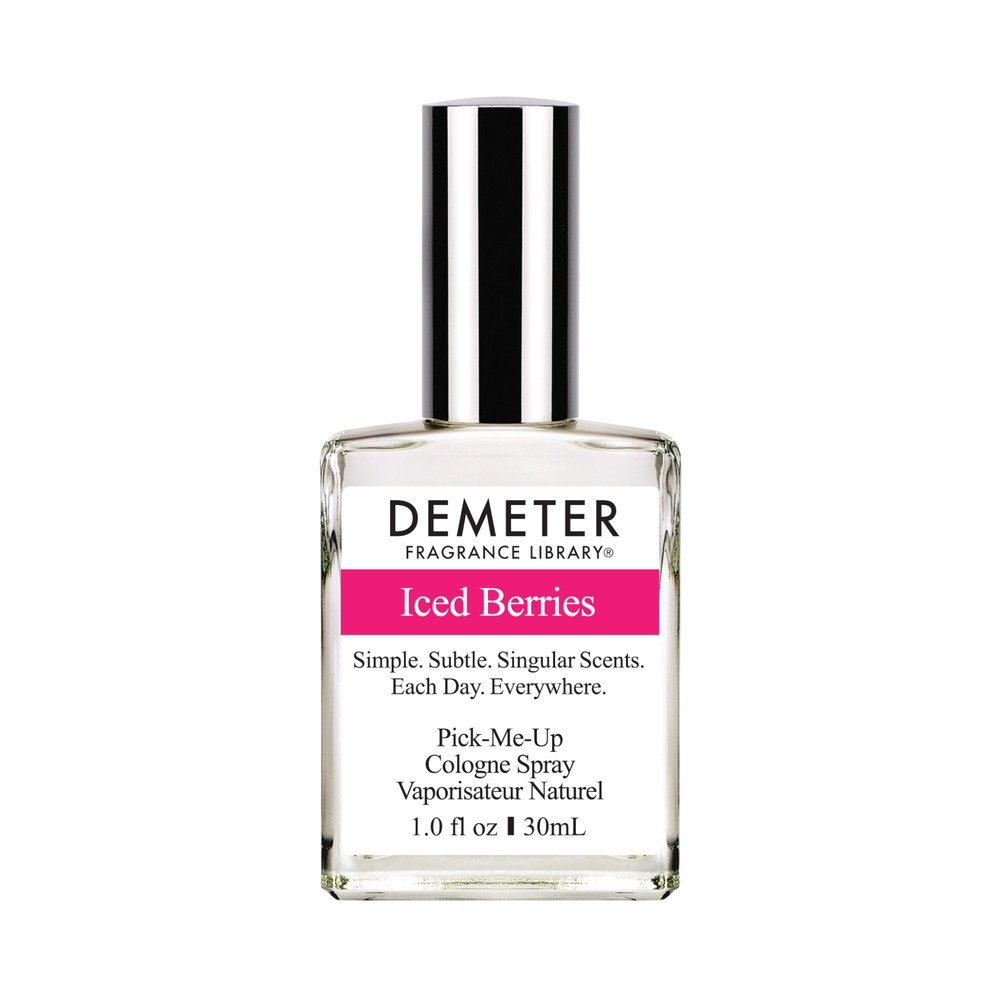 DEMETER
FRAGRANCE LIBRARY®
Iced Berries
Simple. Subtle. Singular Scents.
Each Day. Everywhere.
Pick-Me-Up
Cologne Spray
Vaporisateur Naturel
1.0 fl oz ▌ 30mL